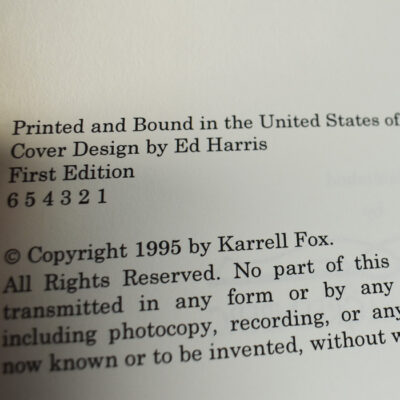 Printed and Bound in the United States of
Cover Design by Ed Harris
First Edition
6 5 4 3 2 1
© Copyright 1995 by Karrell Fox.
All Rights Reserved. No part of this
transmitted in any form or by any
including photocopy, recording, or any
now known or to be invented, without